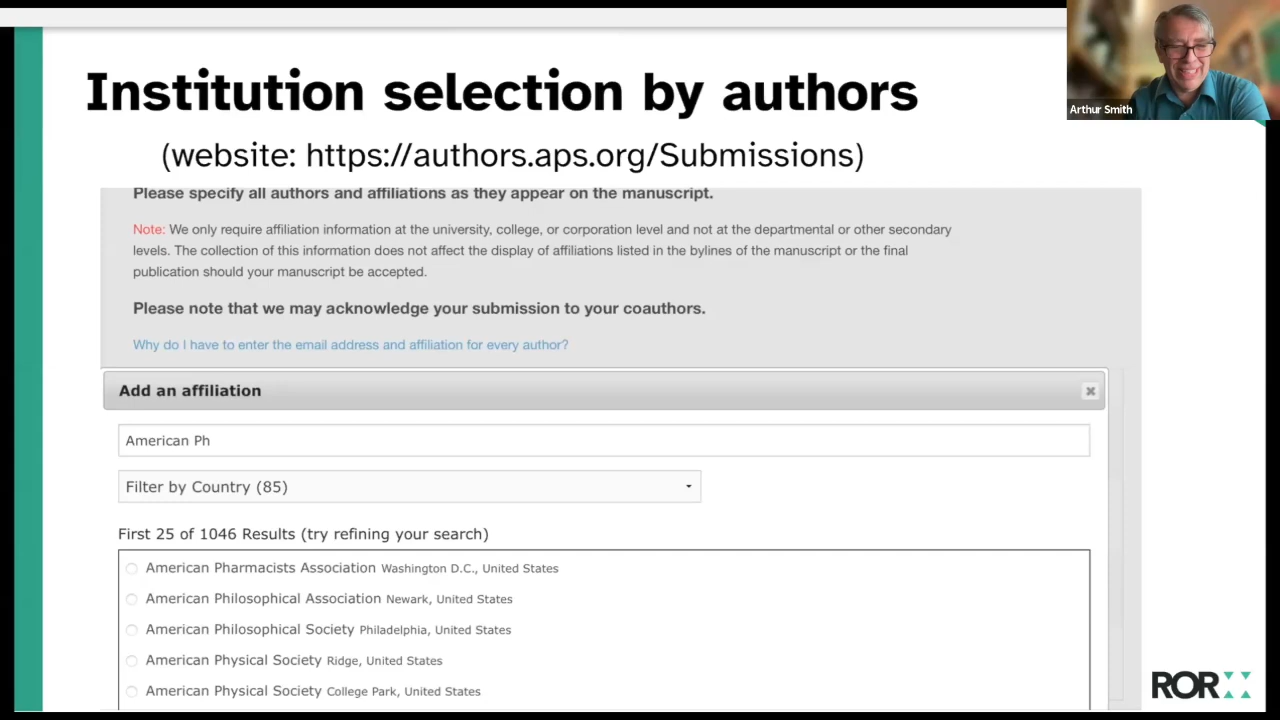 Institution selection by authors
Arthur Smith
(website: https://authors.aps.org/Submissions)
Please specify all authors and affiliations as they appear on the manuscript.
Note: We only require affiliation information at the university, college, or corporation level and not at the departmental or other secondary
levels. The collection of this information does not affect the display of affiliations listed in the bylines of the manuscript or the final
publication should your manuscript be accepted.
Please note that we may acknowledge your submission to your coauthors.
Why do I have to enter the email address and affiliation for every author?
Add an affiliation
American Ph
Filter by Country (85)
First 25 of 1046 Results (try refining your search)
American Pharmacists Association Washington D.C., United States
American Philosophical Association Newark, United States
American Philosophical Society Philadelphia, United States
American Physical Society Ridge, United States
American Physical Society College Park, United States
ROR